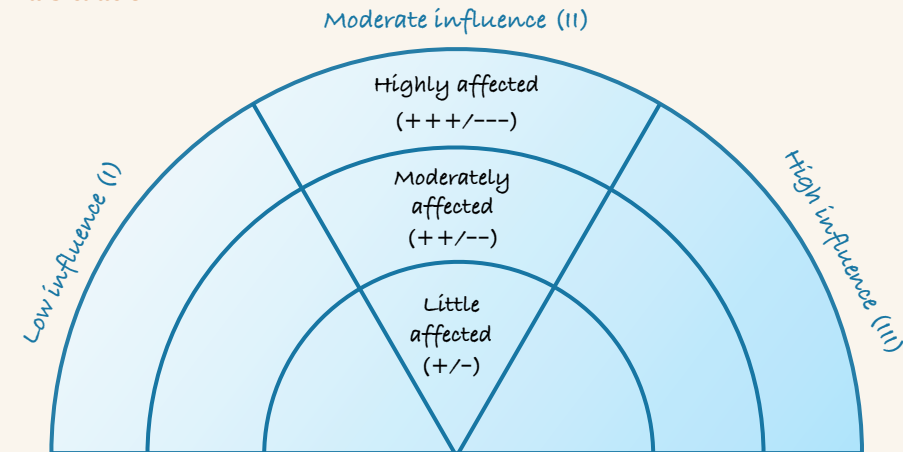 Moderate influence (II)
Highly affected
(+++/---)
Moderately
affected
(++/--)
Little
affected
(+/-)
Low influence (I)
High influence (III)